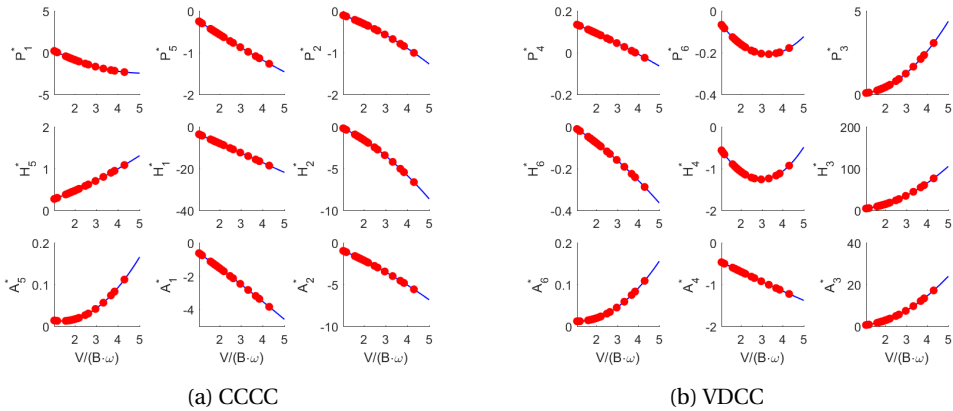 5
0
-5
2 3 4 5
P*1
0
-1
-2
2 3 4 5
P*5
0
-1
-2
2 3 4 5
P*2
0.2
0
-0.2
2 3 4 5
P*4
0
-0.2
-0.4
2 3 4 5
P*6
5
0
2 3 4 5
P*3
2
1
0
2 3 4 5
H*5
0
-20
-40
2 3 4 5
H*1
0
-5
-10
2 3 4 5
H*2
0
-0.2
-0.4
2 3 4 5
H*6
0
-1
-2
2 3 4 5
H*4
200
100
0
2 3 4 5
H*3
0.2
0.1
0
2 3 4 5
A*5
V/(B·ω)
0
-2
-4
2 3 4 5
A*1
V/(B·ω)
0
-5
-10
2 3 4 5
A*2
V/(B·ω)
0.2
0.1
0
2 3 4 5
A*6
V/(B·ω)
0
-1
-2
2 3 4 5
A*4
V/(B·ω)
40
20
0
2 3 4 5
A*3
V/(B·ω)
(a) CCCC
(b) VDCC